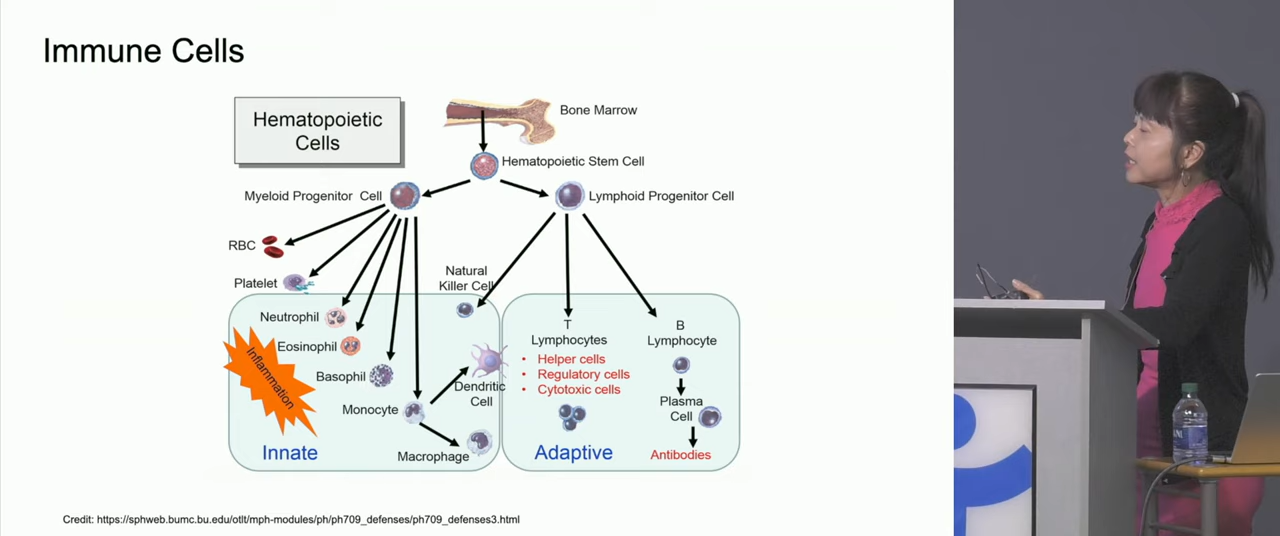 Immune Cells
Hematopoietic
Cells
Bone Marrow
Hematopoietic Stem Cell
Myeloid Progenitor Cell
Lymphoid Progenitor Cell
RBC
Platelet
Natural
Killer Cell
Neutrophil
Eosinophil
Basophil
Monocyte
Dendritic
Cell
Macrophage
Inflammation
Innate
T
Lymphocytes
• Helper cells
• Regulatory cells
• Cytotoxic cells
Adaptive
B
Lymphocyte
Plasma
Cell
Antibodies
Credit: https://sphweb.bumc.bu.edu/otlt/mph-modules/ph/ph709_defenses/ph709_defenses3.html